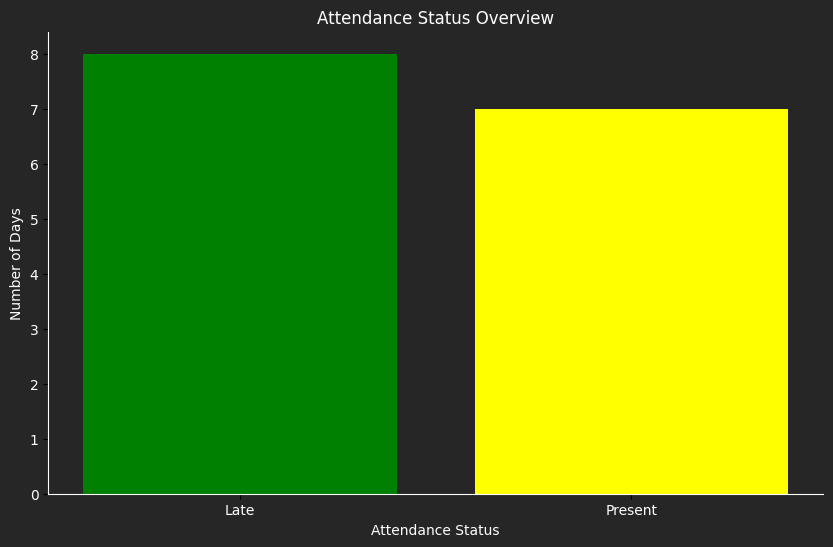 Attendance Status Overview
Number of Days
8
7
6
5
4
3
2
1
0
Late
Present
Attendance Status